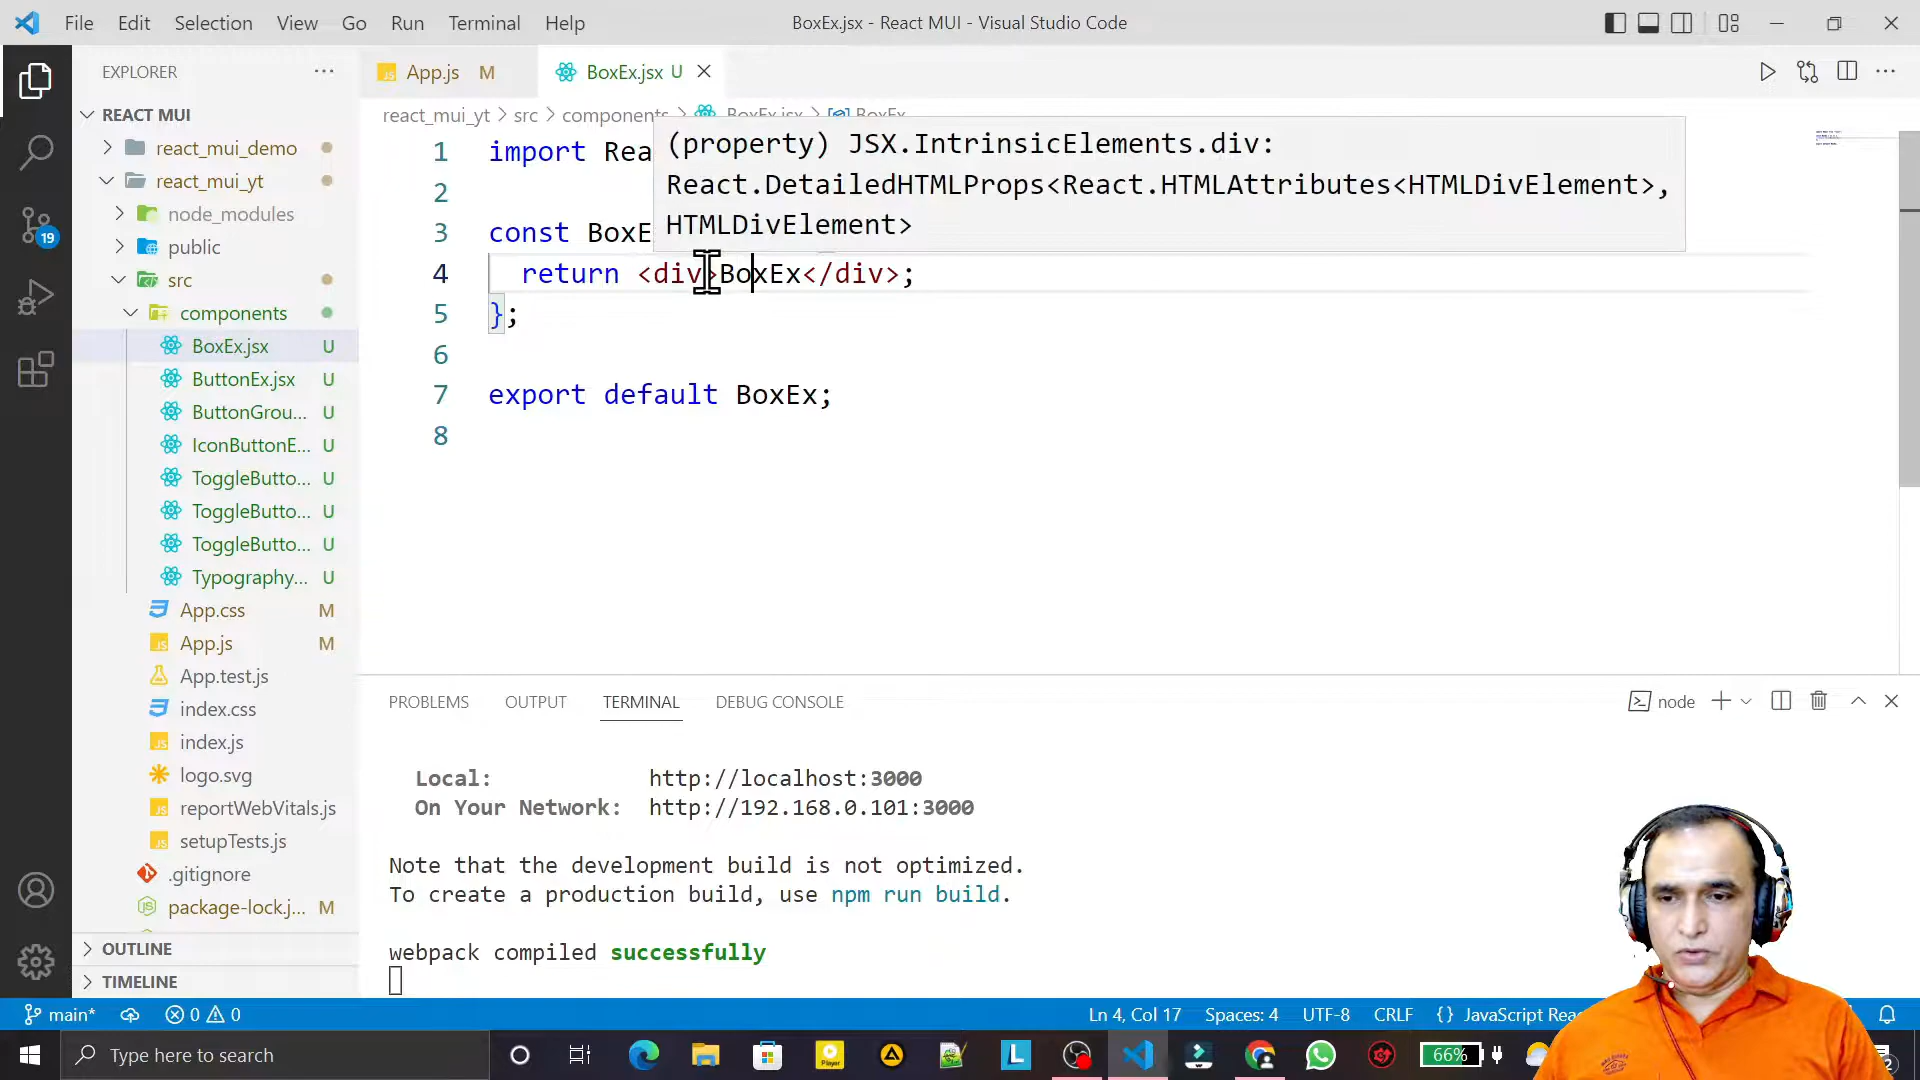 File Edit Selection View Go Run Terminal Help
BoxEx.jsx - React MUI - Visual Studio Code
EXPLORER
REACT MUI
react_mui_demo
react_mui_yt
node_modules
public
src
components
BoxEx.jsx U
ButtonEx.jsx U
ButtonGrou... U
IconButtonE... U
ToggleButto... U
ToggleButto... U
ToggleButto... U
Typography... U
App.css M
App.js M
App.test.js
index.css
index.js
logo.svg
reportWebVitals.js
setupTests.js
.gitignore
package-lock.j... M
OUTLINE
TIMELINE
19
App.js M
BoxEx.jsx U
react_mui_yt > src > components > BoxEx.jsx > BoxEx
(property) JSX.IntrinsicElements.div:
React.DetailedHTMLProps<React.HTMLAttributes<HTMLDivElement>,
HTMLDivElement>
1 import Rea
2
3 const BoxE
4 return <div>BoxEx</div>;
5 };
6
7 export default BoxEx;
8
PROBLEMS OUTPUT TERMINAL DEBUG CONSOLE
node
Local: http://localhost:3000
On Your Network: http://192.168.0.101:3000
Note that the development build is not optimized.
To create a production build, use npm run build.
webpack compiled successfully
main* 0 0 Ln 4, Col 17 Spaces: 4 UTF-8 CRLF {} JavaScript Reac
Type here to search
66%